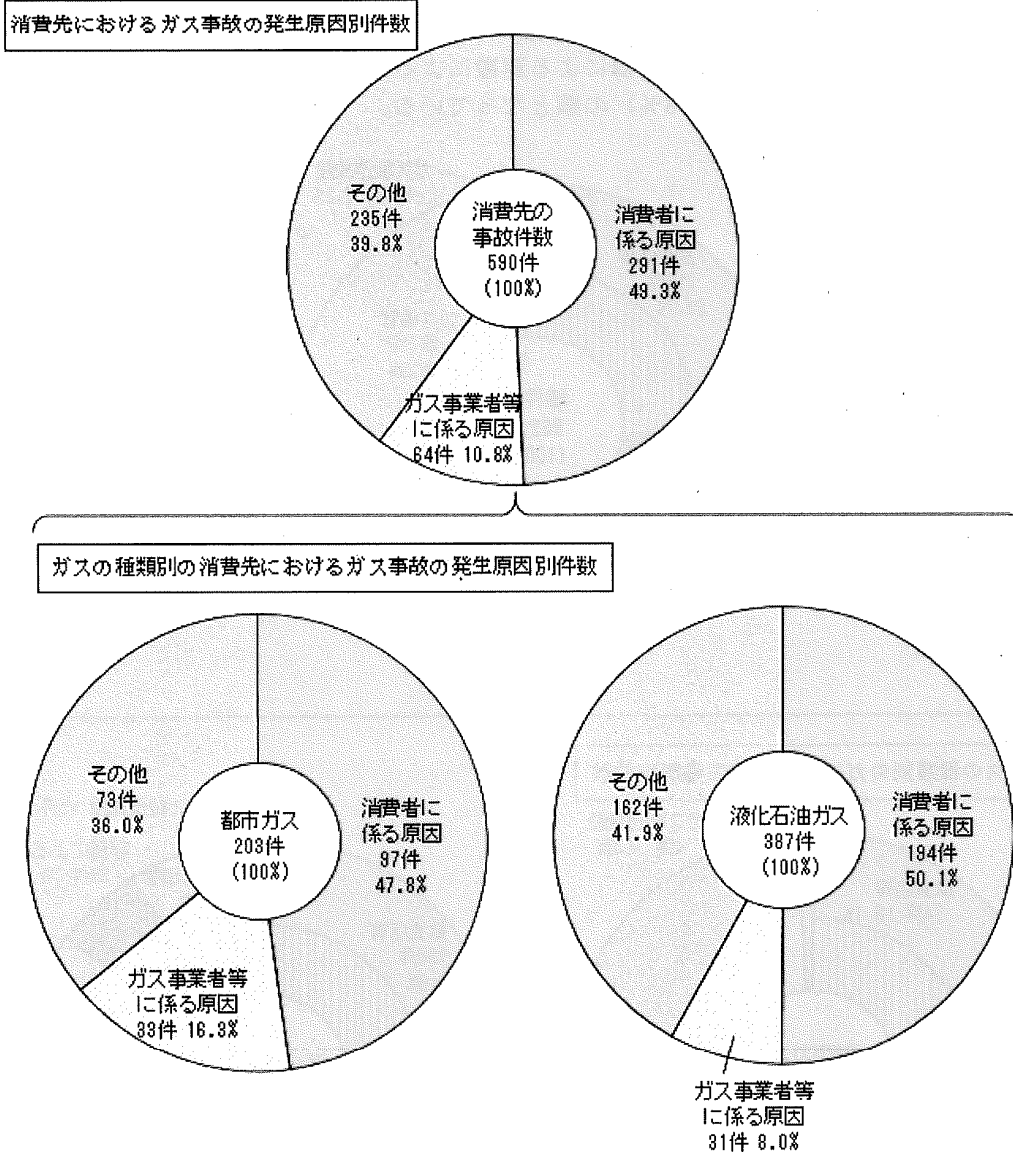 消費先におけるガス事故の発生原因別件数
その他
235件
39.8%
消費先の
事故件数
590件
(100%)
消費者に
係る原因
291件
49.3%
ガス事業者等
に係る原因
64件 10.8%
ガスの種類別の消費先におけるガス事故の発生原因別件数
その他
73件
36.0%
都市ガス
203件
(100%)
消費者に
係る原因
97件
47.8%
ガス事業者等
に係る原因
33件 16.3%
その他
162件
41.9%
液化石油ガス
387件
(100%)
消費者に
係る原因
194件
50.1%
ガス事業者等
に係る原因
31件 8.0%